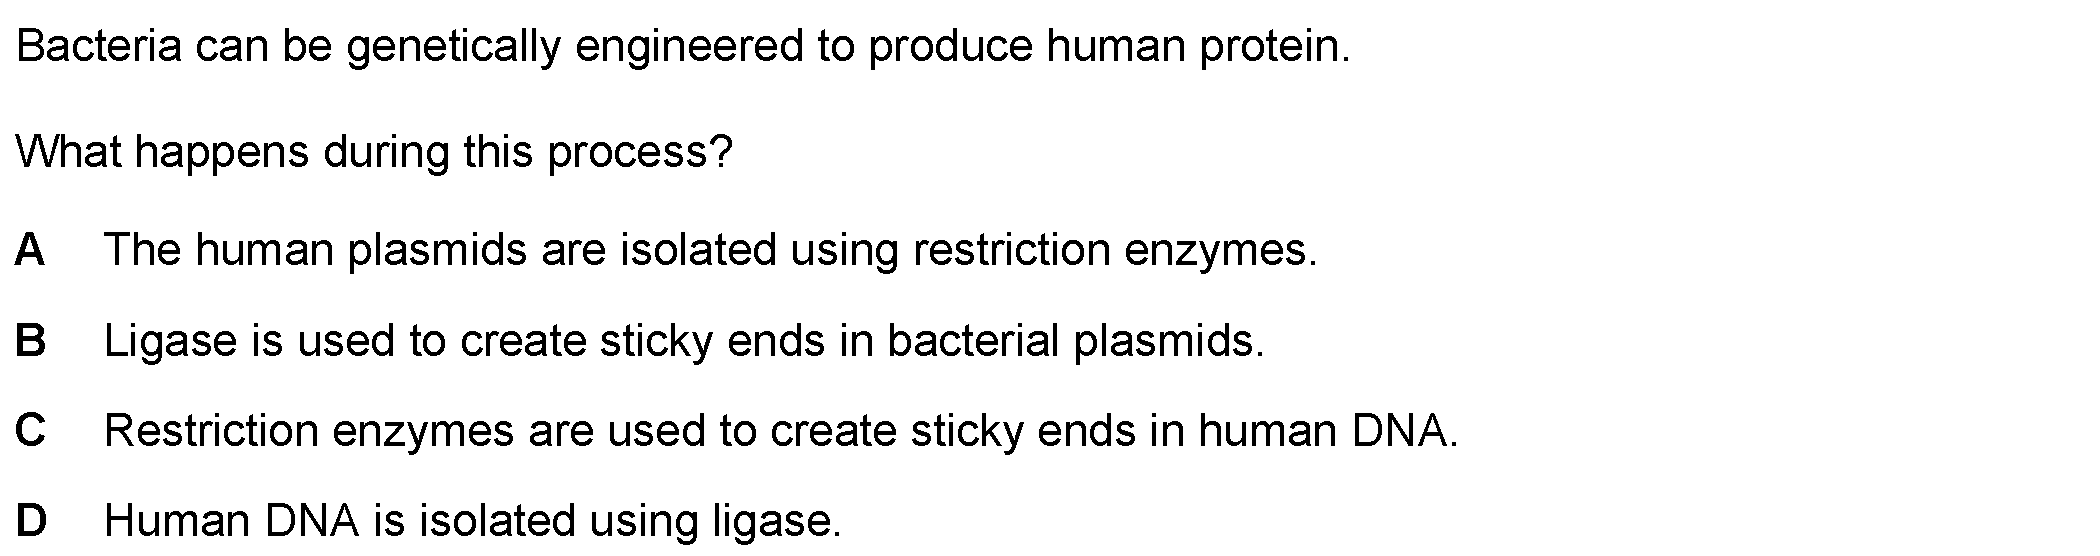 Bacteria can be genetically engineered to produce human protein.
What happens during this process?
A The human plasmids are isolated using restriction enzymes.
B Ligase is used to create sticky ends in bacterial plasmids.
C Restriction enzymes are used to create sticky ends in human DNA.
D Human DNA is isolated using ligase.